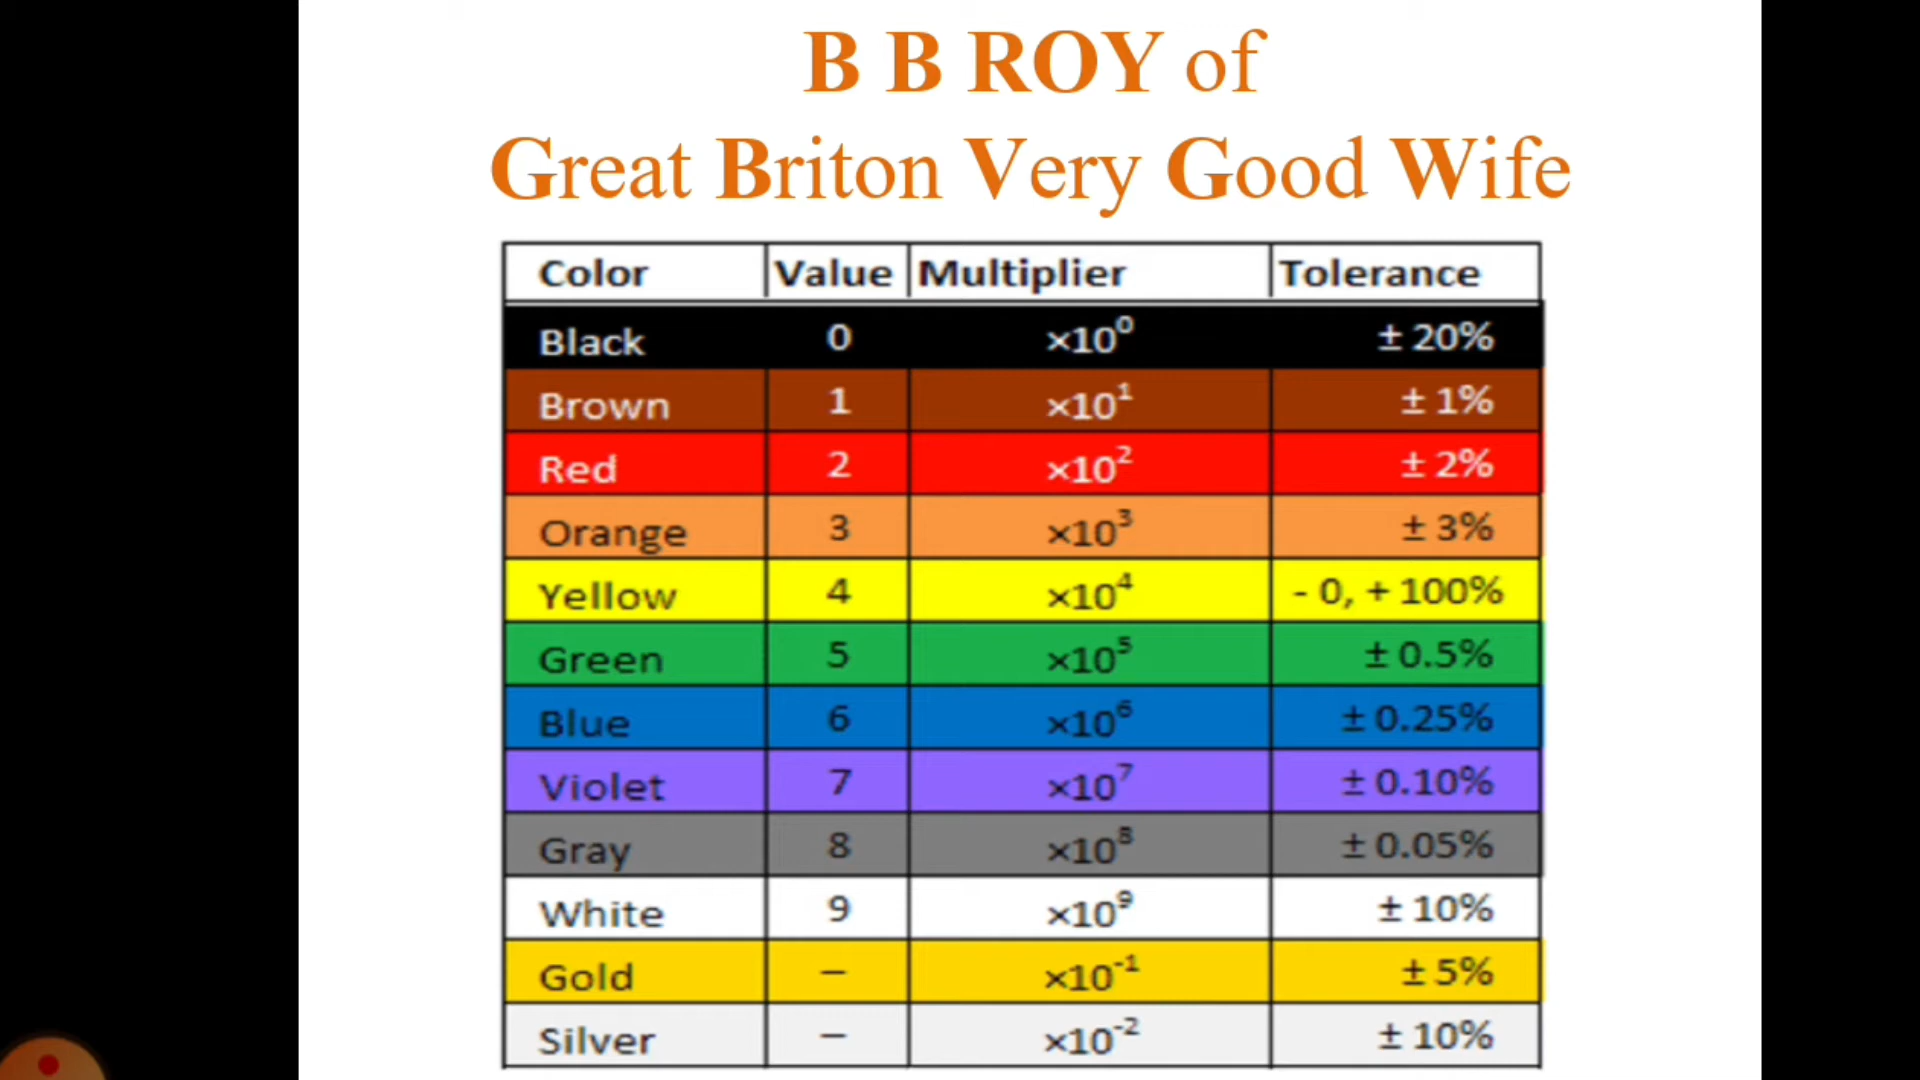 B B ROY of
Great Briton Very Good Wife
Color Value Multiplier Tolerance
Black 0 ×10⁰ ± 20%
Brown 1 ×10¹ ± 1%
Red 2 ×10² ± 2%
Orange 3 ×10³ ± 3%
Yellow 4 ×10⁴ - 0, + 100%
Green 5 ×10⁵ ± 0.5%
Blue 6 ×10⁶ ± 0.25%
Violet 7 ×10⁷ ± 0.10%
Gray 8 ×10⁸ ± 0.05%
White 9 ×10⁹ ± 10%
Gold – ×10⁻¹ ± 5%
Silver – ×10⁻² ± 10%